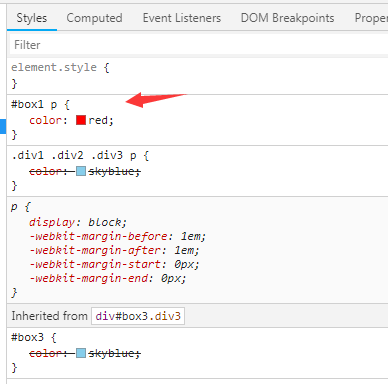 Styles Computed Event Listeners DOM Breakpoints Properties
Filter
element.style {
}
#box1 p {
color: red;
}
.div1 .div2 .div3 p {
color: skyblue;
}
p {
display: block;
-webkit-margin-before: 1em;
-webkit-margin-after: 1em;
-webkit-margin-start: 0px;
-webkit-margin-end: 0px;
}
Inherited from div#box3.div3
#box3 {
color: skyblue;
}